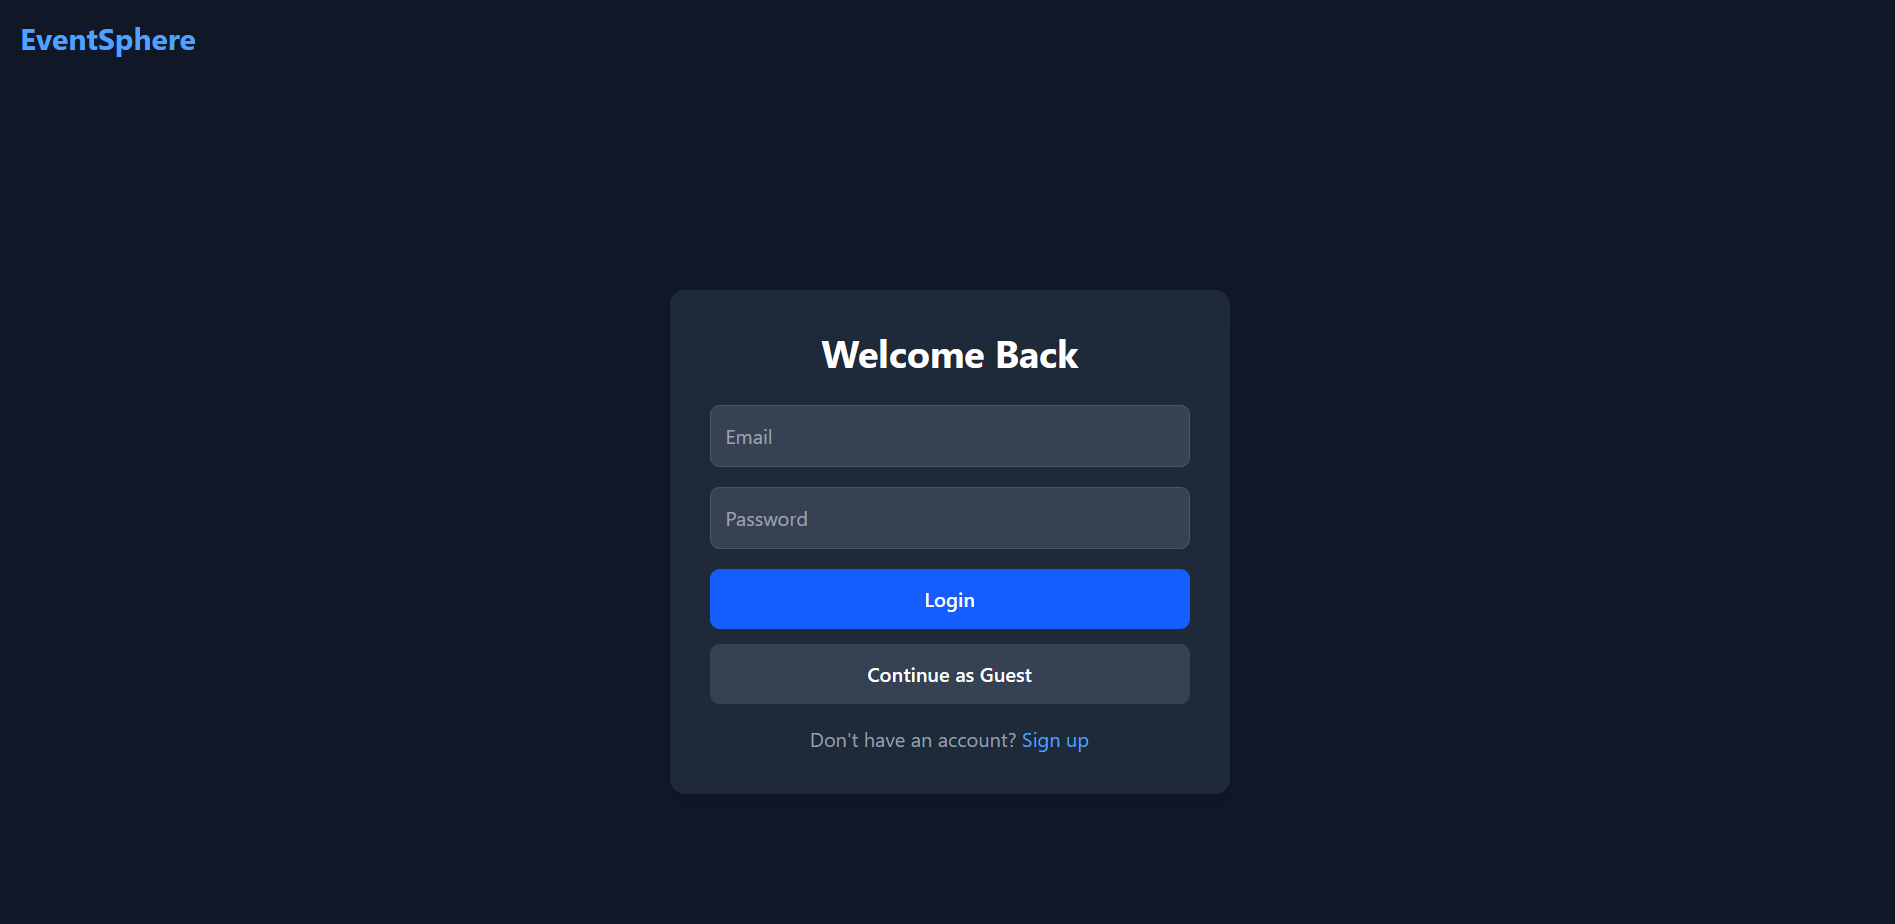 EventSphere
Welcome Back
Email
Password
Login
Continue as Guest
Don't have an account? Sign up